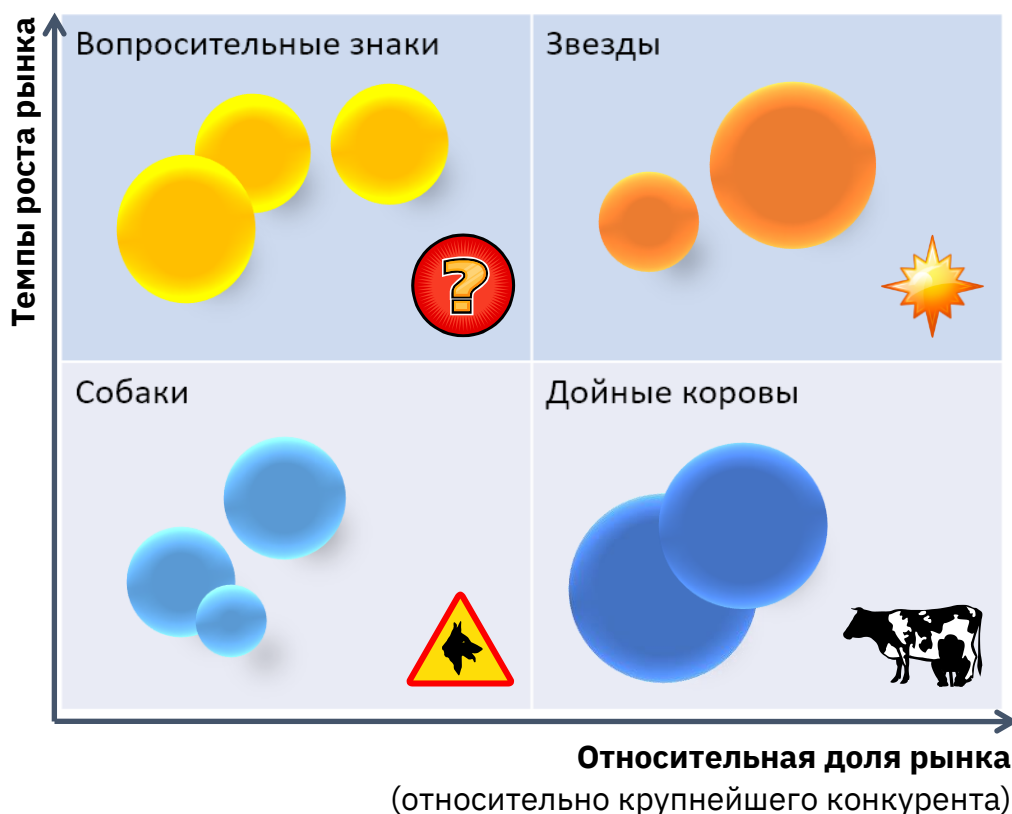 Темпы роста рынка
Вопросительные знаки
Звезды
?
Собаки
Дойные коровы
Относительная доля рынка
(относительно крупнейшего конкурента)